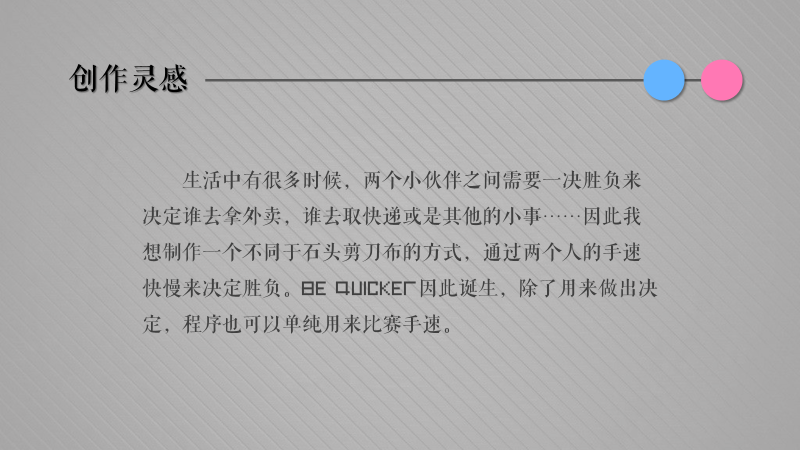 创作灵感
生活中有很多时候，两个小伙伴之间需要一决胜负来
决定谁去拿外卖，谁去取快递或是其他的小事……因此我
想制作一个不同于石头剪刀布的方式，通过两个人的手速
快慢来决定胜负。BE QUICKER因此诞生，除了用来做出决
定，程序也可以单纯用来比赛手速。